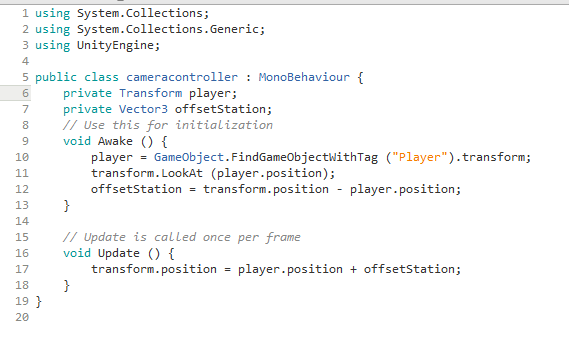 1 using System.Collections;
2 using System.Collections.Generic;
3 using UnityEngine;
4
5 public class cameracontroller : MonoBehaviour {
6     private Transform player;
7     private Vector3 offsetStation;
8     // Use this for initialization
9     void Awake () {
10         player = GameObject.FindGameObjectWithTag ("Player").transform;
11         transform.LookAt (player.position);
12         offsetStation = transform.position - player.position;
13     }
14
15     // Update is called once per frame
16     void Update () {
17         transform.position = player.position + offsetStation;
18     }
19 }
20